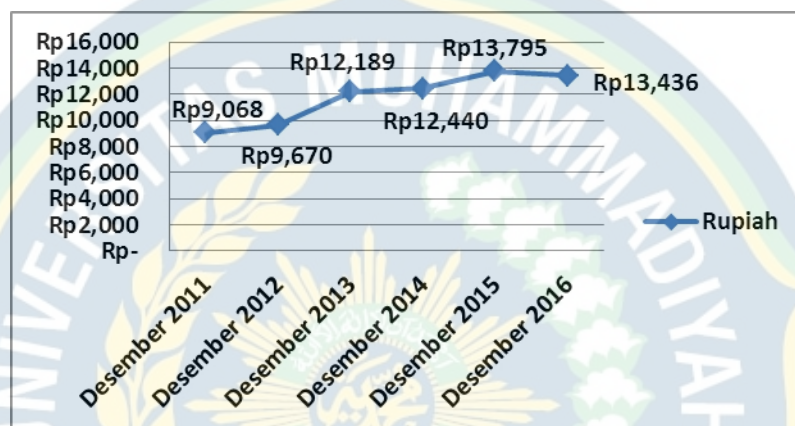 Rp16,000
Rp14,000
Rp12,000
Rp10,000
Rp8,000
Rp6,000
Rp4,000
Rp2,000
Rp-
Rp9,068
Rp9,670
Rp12,189
Rp12,440
Rp13,795
Rp13,436
Desember 2011
Desember 2012
Desember 2013
Desember 2014
Desember 2015
Desember 2016
Rupiah
UNIVERSITAS MUHAMMADIYAH